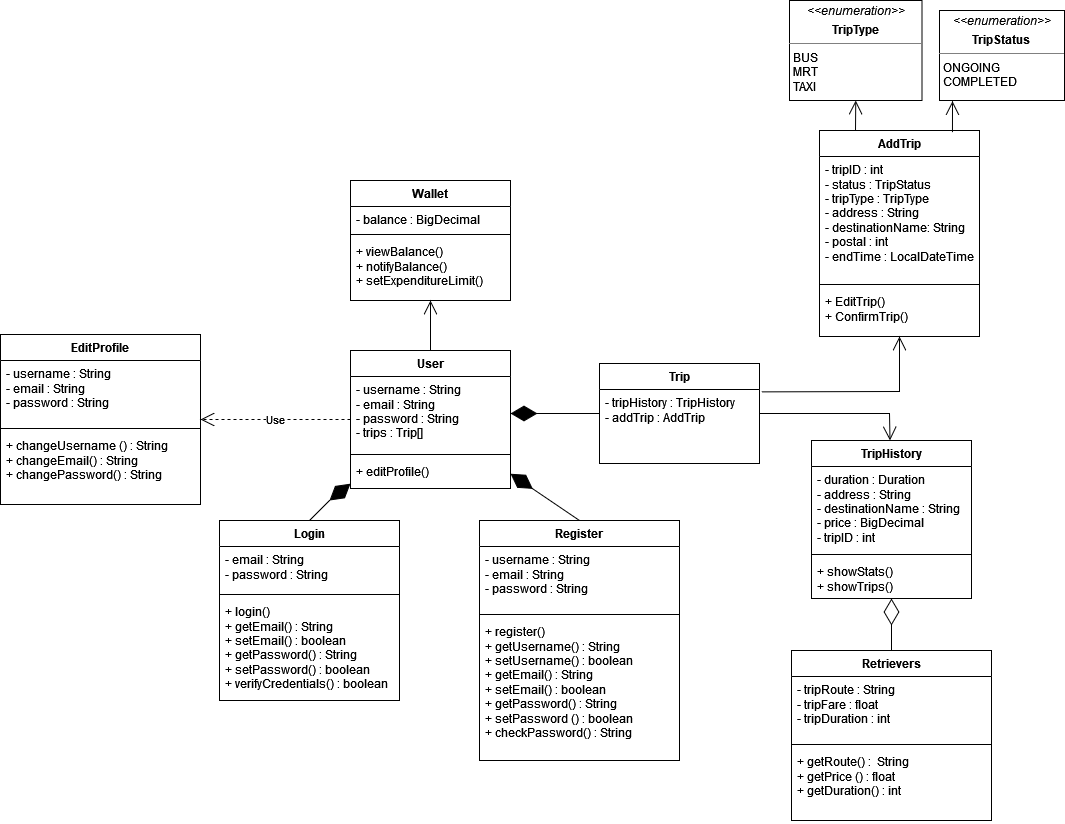 <<enumeration>>
TripType
BUS
MRT
TAXI
<<enumeration>>
TripStatus
ONGOING
COMPLETED
AddTrip
- tripID : int
- status : TripStatus
- tripType : TripType
- address : String
- destinationName: String
- postal : int
- endTime : LocalDateTime
+ EditTrip()
+ ConfirmTrip()
Wallet
- balance : BigDecimal
+ viewBalance()
+ notifyBalance()
+ setExpenditureLimit()
EditProfile
- username : String
- email : String
- password : String
+ changeUsername () : String
+ changeEmail() : String
+ changePassword() : String
Use
User
- username : String
- email : String
- password : String
- trips : Trip[]
+ editProfile()
Trip
- tripHistory : TripHistory
- addTrip : AddTrip
TripHistory
- duration : Duration
- address : String
- destinationName : String
- price : BigDecimal
- tripID : int
+ showStats()
+ showTrips()
Login
- email : String
- password : String
+ login()
+ getEmail() : String
+ setEmail() : boolean
+ getPassword() : String
+ setPassword() : boolean
+ verifyCredentials() : boolean
Register
- username : String
- email : String
- password : String
+ register()
+ getUsername() : String
+ setUsername() : boolean
+ getEmail() : String
+ setEmail() : boolean
+ getPassword() : String
+ setPassword () : boolean
+ checkPassword() : String
Retrievers
- tripRoute : String
- tripFare : float
- tripDuration : int
+ getRoute() :  String
+ getPrice () : float
+ getDuration() : int